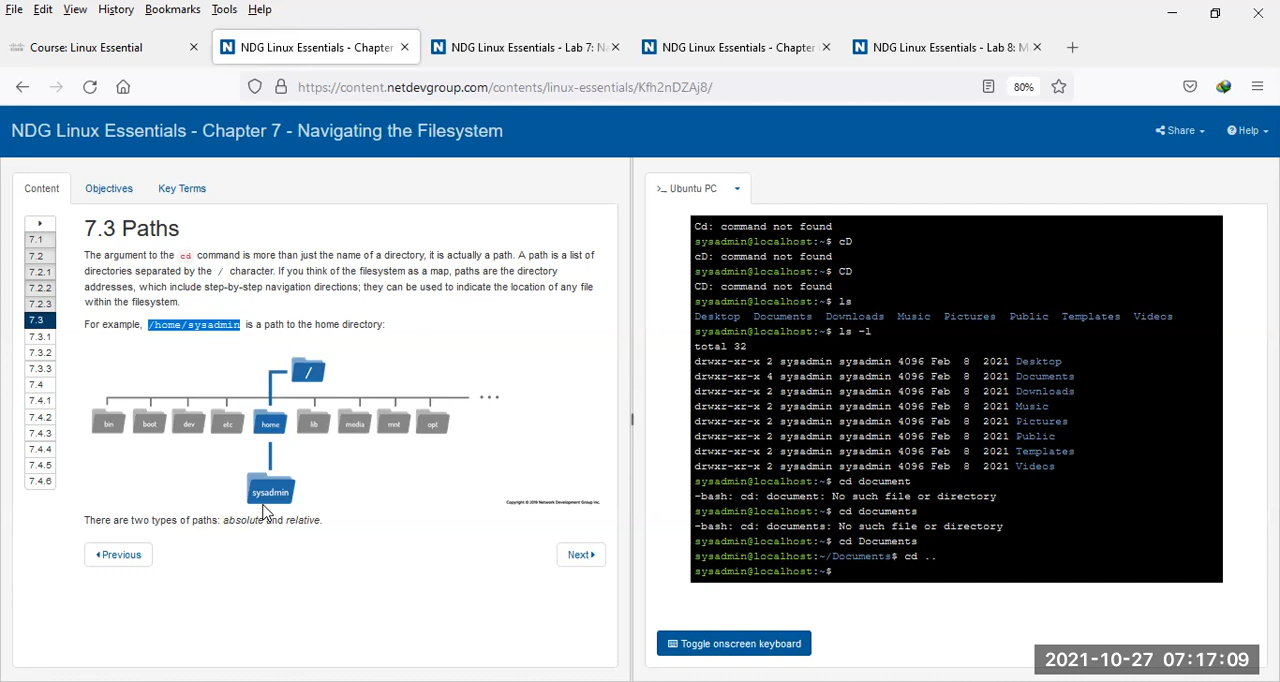 File Edit View History Bookmarks Tools Help
Course: Linux Essential
NDG Linux Essentials - Chapter
NDG Linux Essentials - Lab 7: Na
NDG Linux Essentials - Chapter
NDG Linux Essentials - Lab 8: M
https://content.netdevgroup.com/contents/linux-essentials/Kfh2nDZAj8/
80%
NDG Linux Essentials - Chapter 7 - Navigating the Filesystem
Share
Help
Content Objectives Key Terms
>_ Ubuntu PC
7.1
7.2
7.2.1
7.2.2
7.2.3
7.3
7.3.1
7.3.2
7.3.3
7.4
7.4.1
7.4.2
7.4.3
7.4.4
7.4.5
7.4.6
7.3 Paths
The argument to the cd command is more than just the name of a directory, it is actually a path. A path is a list of
directories separated by the / character. If you think of the filesystem as a map, paths are the directory
addresses, which include step-by-step navigation directions; they can be used to indicate the location of any file
within the filesystem.
For example, /home/sysadmin is a path to the home directory:
/
bin boot dev etc home lib media mnt opt
sysadmin
Copyright © 2019 Network Development Group Inc.
There are two types of paths: absolute and relative.
Previous
Next
Cd: command not found
sysadmin@localhost:~$ cD
cD: command not found
sysadmin@localhost:~$ CD
CD: command not found
sysadmin@localhost:~$ ls
Desktop Documents Downloads Music Pictures Public Templates Videos
sysadmin@localhost:~$ ls -l
total 32
drwxr-xr-x 2 sysadmin sysadmin 4096 Feb 8 2021 Desktop
drwxr-xr-x 4 sysadmin sysadmin 4096 Feb 8 2021 Documents
drwxr-xr-x 2 sysadmin sysadmin 4096 Feb 8 2021 Downloads
drwxr-xr-x 2 sysadmin sysadmin 4096 Feb 8 2021 Music
drwxr-xr-x 2 sysadmin sysadmin 4096 Feb 8 2021 Pictures
drwxr-xr-x 2 sysadmin sysadmin 4096 Feb 8 2021 Public
drwxr-xr-x 2 sysadmin sysadmin 4096 Feb 8 2021 Templates
drwxr-xr-x 2 sysadmin sysadmin 4096 Feb 8 2021 Videos
sysadmin@localhost:~$ cd document
-bash: cd: document: No such file or directory
sysadmin@localhost:~$ cd documents
-bash: cd: documents: No such file or directory
sysadmin@localhost:~$ cd Documents
sysadmin@localhost:~/Documents$ cd ..
sysadmin@localhost:~$
Toggle onscreen keyboard
2021-10-27 07:17:09